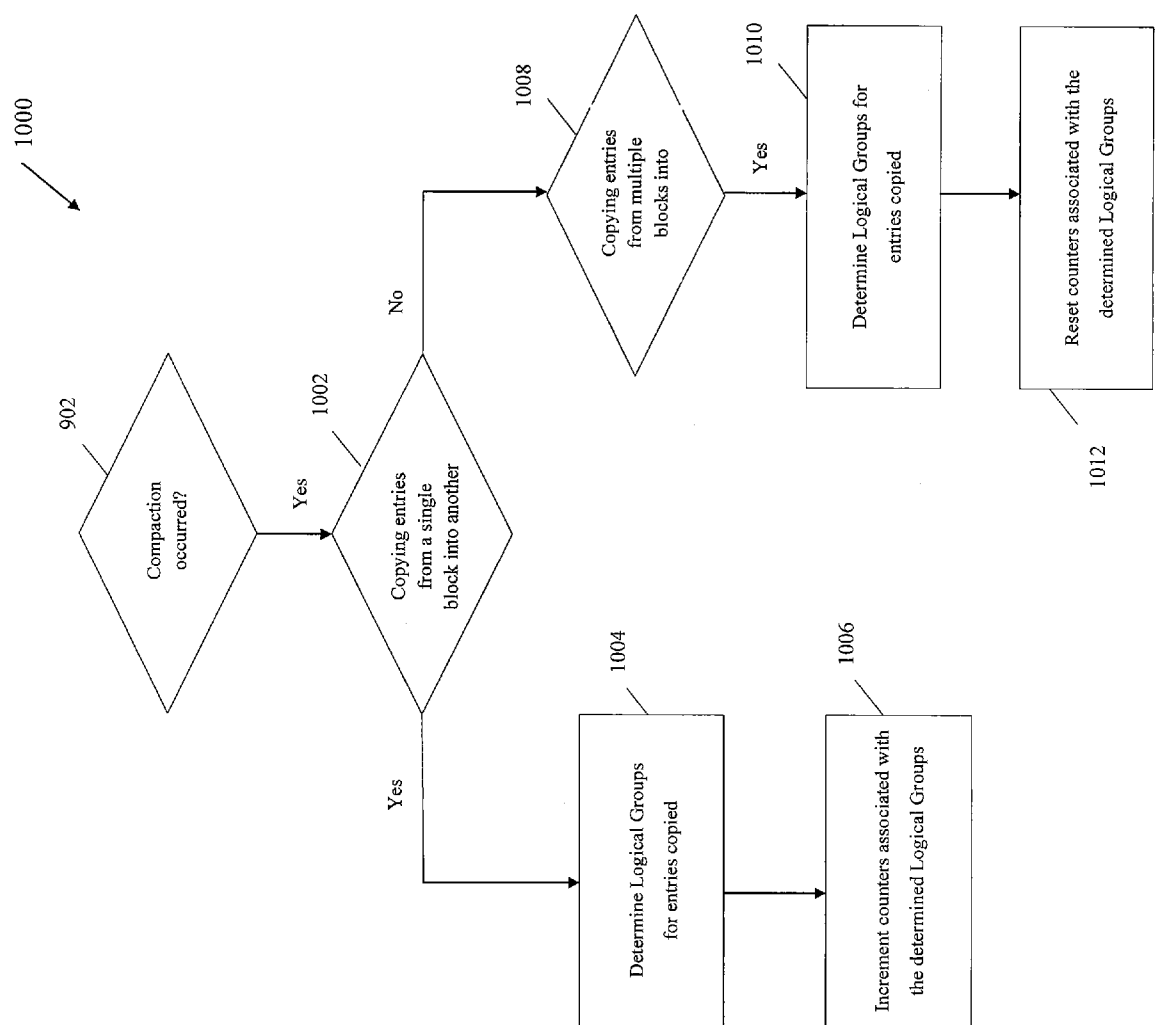 1000
902
Compaction
occurred?
Yes
1002
Copying entries
from a single
block into another
Yes
No
1004
Determine Logical Groups
for entries copied
1006
Increment counters associated with
the determined Logical Groups
1008
Copying entries
from multiple
blocks into
Yes
1010
Determine Logical Groups for
entries copied
Reset counters associated with the
determined Logical Groups
1012